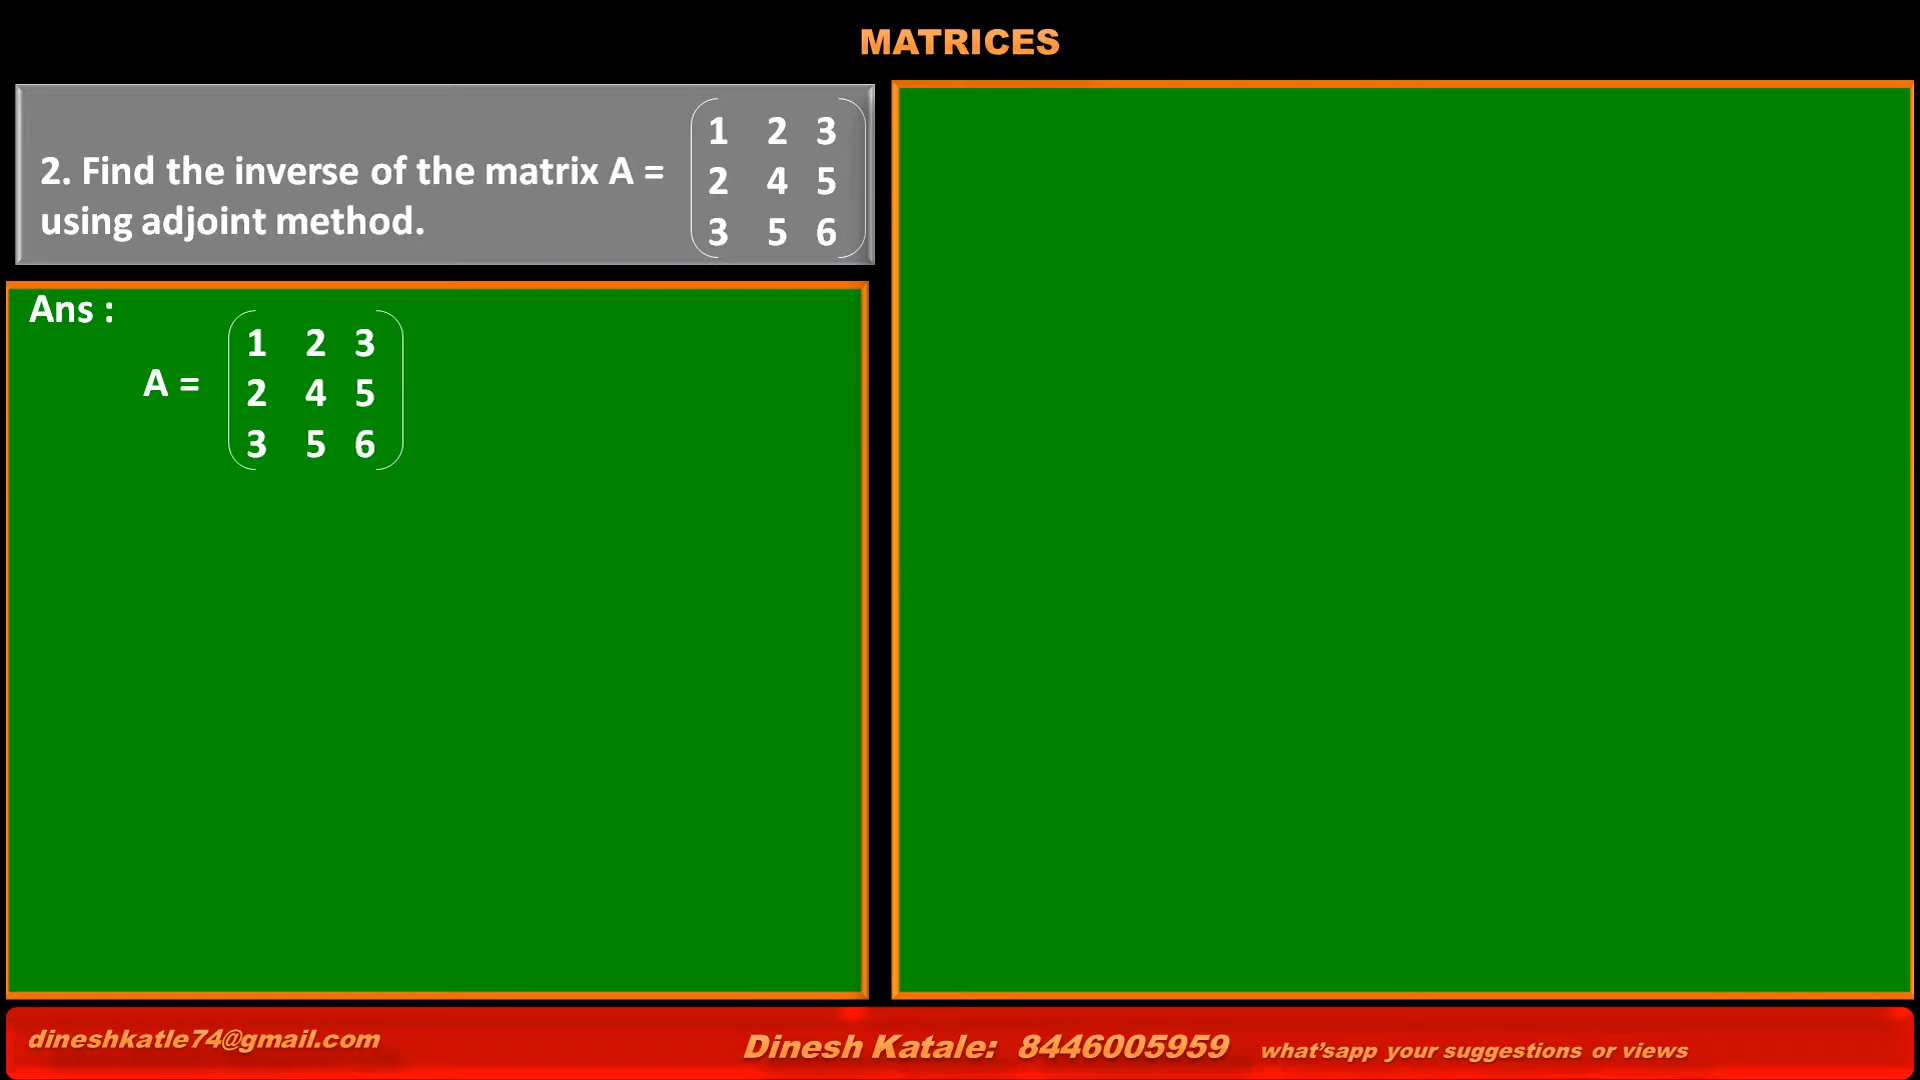 MATRICES
1 2 3
2. Find the inverse of the matrix A =
2 4 5
using adjoint method.
3 5 6
Ans :
1 2 3
A =
2 4 5
3 5 6
dineshkatle74@gmail.com
Dinesh Katale: 8446005959 what'sapp your suggestions or views